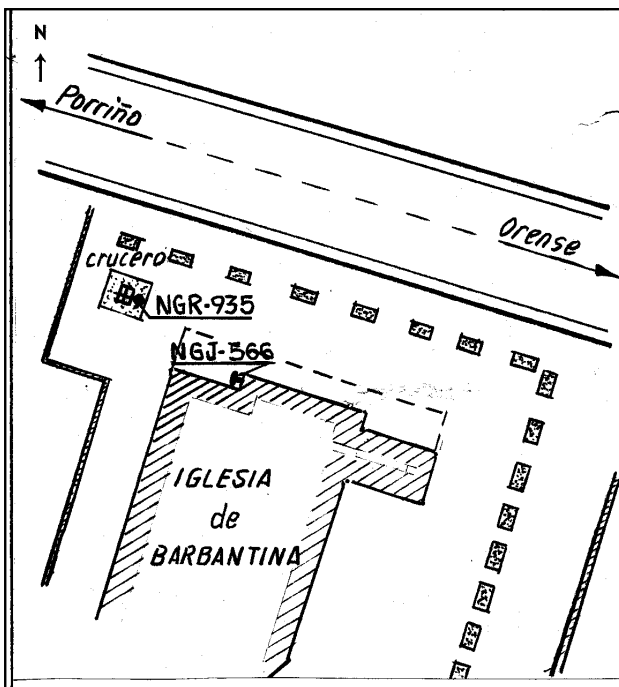 N
Porriño
Orense
crucero
NGR-935
NGJ-566
IGLESIA
de
BARBANTINA